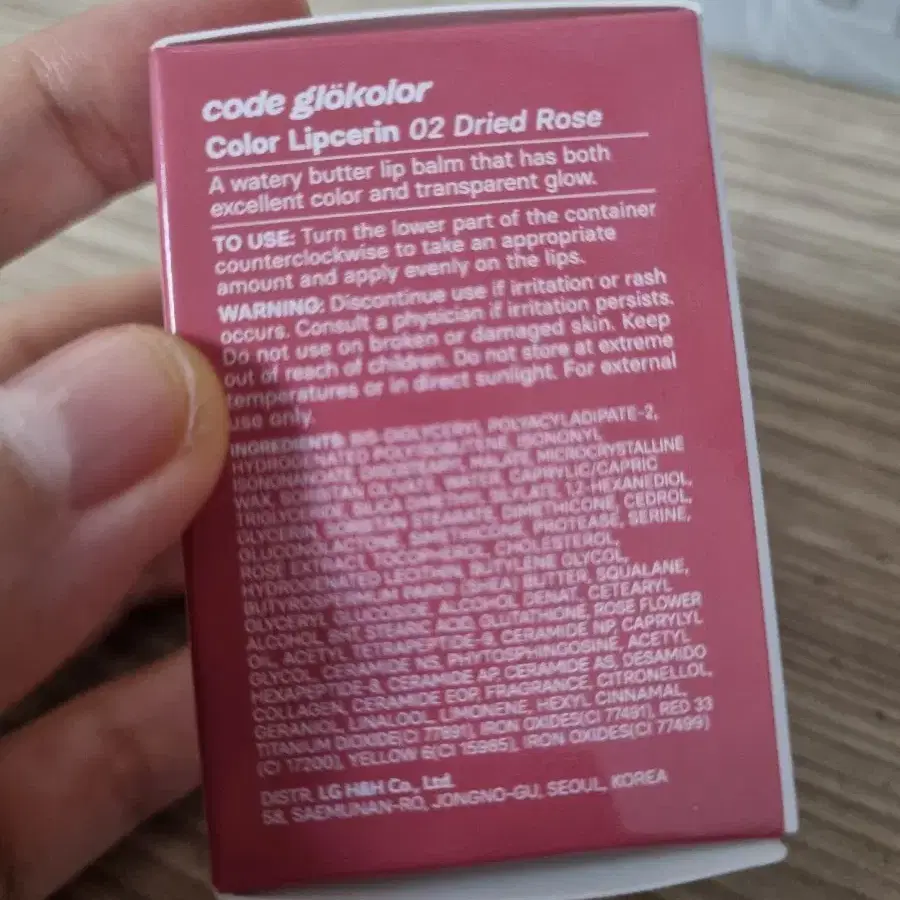 code glökolor
Color Lipcerin 02 Dried Rose
A watery butter lip balm that has both
excellent color and transparent glow.
TO USE: Turn the lower part of the container
counterclockwise to take an appropriate
amount and apply evenly on the lips.
WARNING: Discontinue use if irritation or rash
occurs. Consult a physician if irritation persists.
Do not use on broken or damaged skin. Keep
out of reach of children. Do not store at extreme
temperatures or in direct sunlight. For external
use only.
INGREDIENTS: BIS-DIGLYCERYL POLYACYLADIPATE-2,
HYDROGENATED POLYISOBUTENE, ISONONYL
ISONONANOATE, DIISOSTEARYL MALATE, MICROCRYSTALLINE
WAX, SORBITAN OLIVATE, WATER, CAPRYLIC/CAPRIC
TRIGLYCERIDE, SILICA DIMETHYL SILYLATE, 1,2-HEXANEDIOL,
GLYCERIN, SORBITAN STEARATE, DIMETHICONE, CEDROL,
GLUCONOLACTONE, SIMETHICONE, PROTEASE, SERINE,
ROSE EXTRACT, TOCOPHEROL, CHOLESTEROL,
HYDROGENATED LECITHIN, BUTYLENE GLYCOL,
BUTYROSPERMUM PARKII (SHEA) BUTTER, SQUALANE,
GLYCERYL GLUCOSIDE, ALCOHOL DENAT., CETEARYL
ALCOHOL, BHT, STEARIC ACID, GLUTATHIONE, ROSE FLOWER
OIL, ACETYL TETRAPEPTIDE-9, CERAMIDE NP, CAPRYLYL
GLYCOL, CERAMIDE NS, PHYTOSPHINGOSINE, ACETYL
HEXAPEPTIDE-8, CERAMIDE AP, CERAMIDE AS, DESAMIDO
COLLAGEN, CERAMIDE EOP, FRAGRANCE, CITRONELLOL,
GERANIOL, LINALOOL, LIMONENE, HEXYL CINNAMAL,
TITANIUM DIOXIDE(CI 77891), IRON OXIDES(CI 77491), RED 33
(CI 17200), YELLOW 6(CI 15985), IRON OXIDES(CI 77499)
DISTR. LG H&H Co., Ltd.
58, SAEMUNAN-RO, JONGNO-GU, SEOUL, KOREA